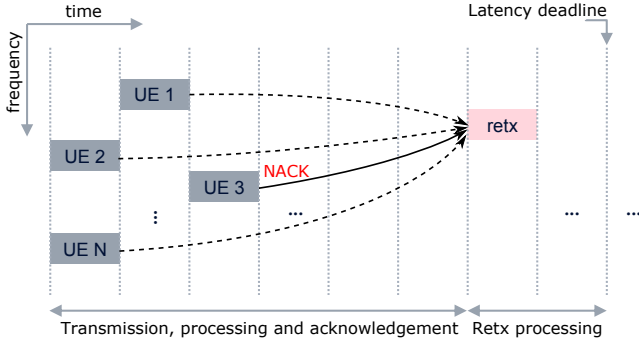 time
Latency deadline
frequency
UE 1
retx
UE 2
NACK
UE 3
...
...
...
...
UE N
Transmission, processing and acknowledgement
Retx processing